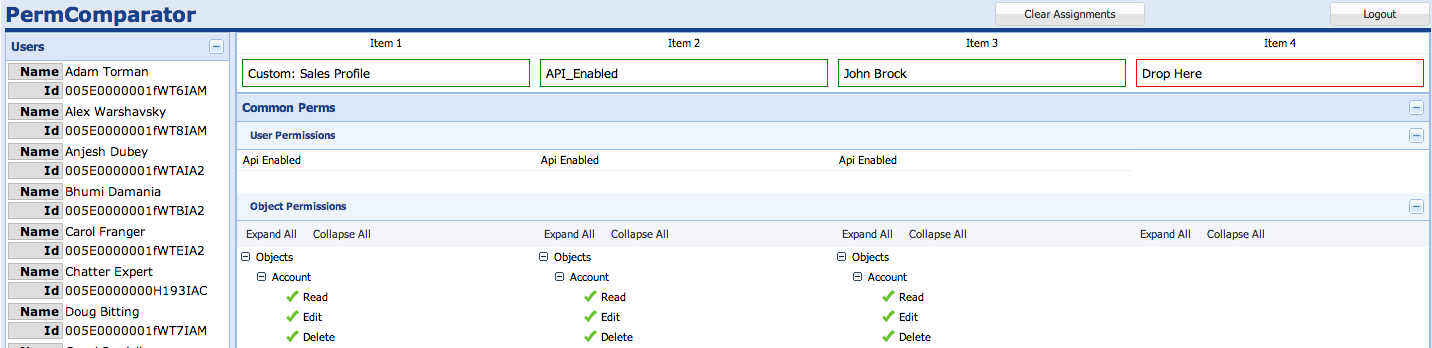 PermComparator
Clear Assignments
Logout
Users
Name Adam Torman
Id 005E0000001fWT6IAM
Name Alex Warshavsky
Id 005E0000001fWT8IAM
Name Anjesh Dubey
Id 005E0000001fWTAIA2
Name Bhumi Damania
Id 005E0000001fWTBIA2
Name Carol Franger
Id 005E0000001fWTEIA2
Name Chatter Expert
Id 005E0000000H193IAC
Name Doug Bitting
Id 005E0000001fWT7IAM
Item 1 Item 2 Item 3 Item 4
Custom: Sales Profile API_Enabled John Brock Drop Here
Common Perms
User Permissions
Api Enabled Api Enabled Api Enabled
Object Permissions
Expand All Collapse All Expand All Collapse All Expand All Collapse All Expand All Collapse All
Objects Objects Objects
Account Account Account
Read Read Read
Edit Edit Edit
Delete Delete Delete